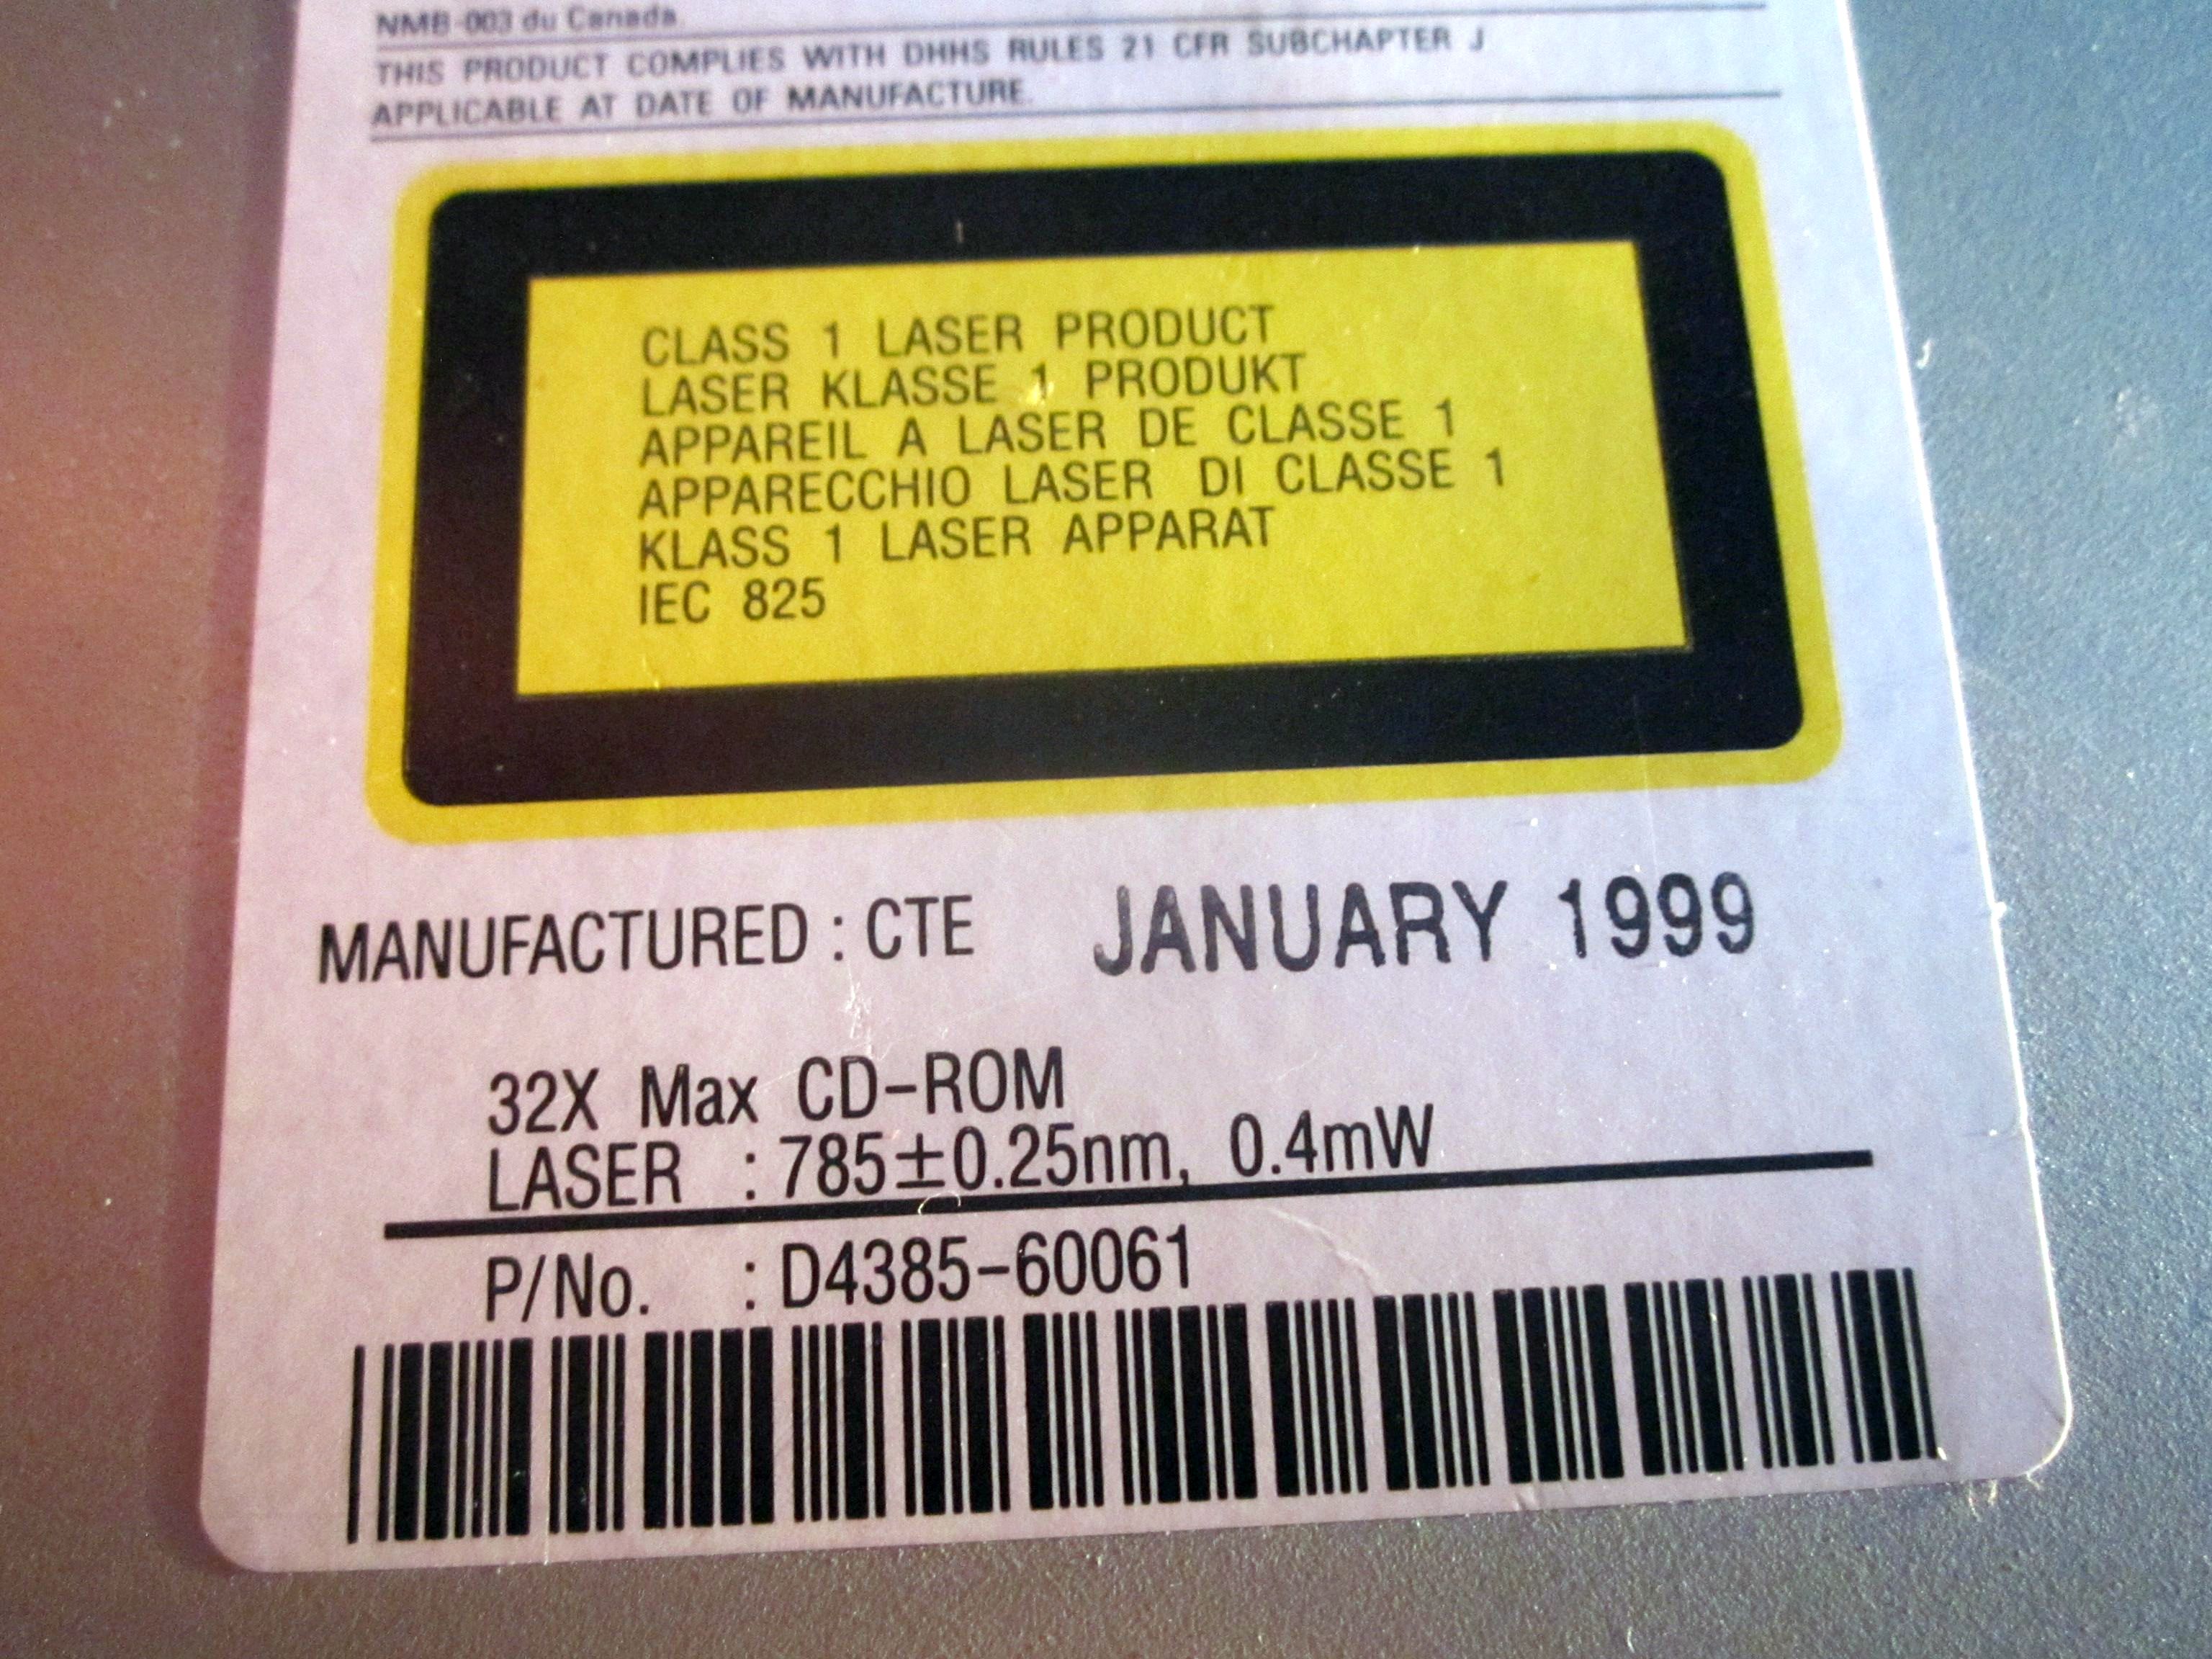 NMB-003 du Canada
THIS PRODUCT COMPLIES WITH DHHS RULES 21 CFR SUBCHAPTER J
APPLICABLE AT DATE OF MANUFACTURE.
CLASS 1 LASER PRODUCT
LASER KLASSE 1 PRODUKT
APPAREIL A LASER DE CLASSE 1
APPARECCHIO LASER DI CLASSE 1
KLASS 1 LASER APPARAT
IEC 825
MANUFACTURED : CTE JANUARY 1999
32X Max CD-ROM
LASER : 785±0.25nm, 0.4mW
P/No. : D4385-60061